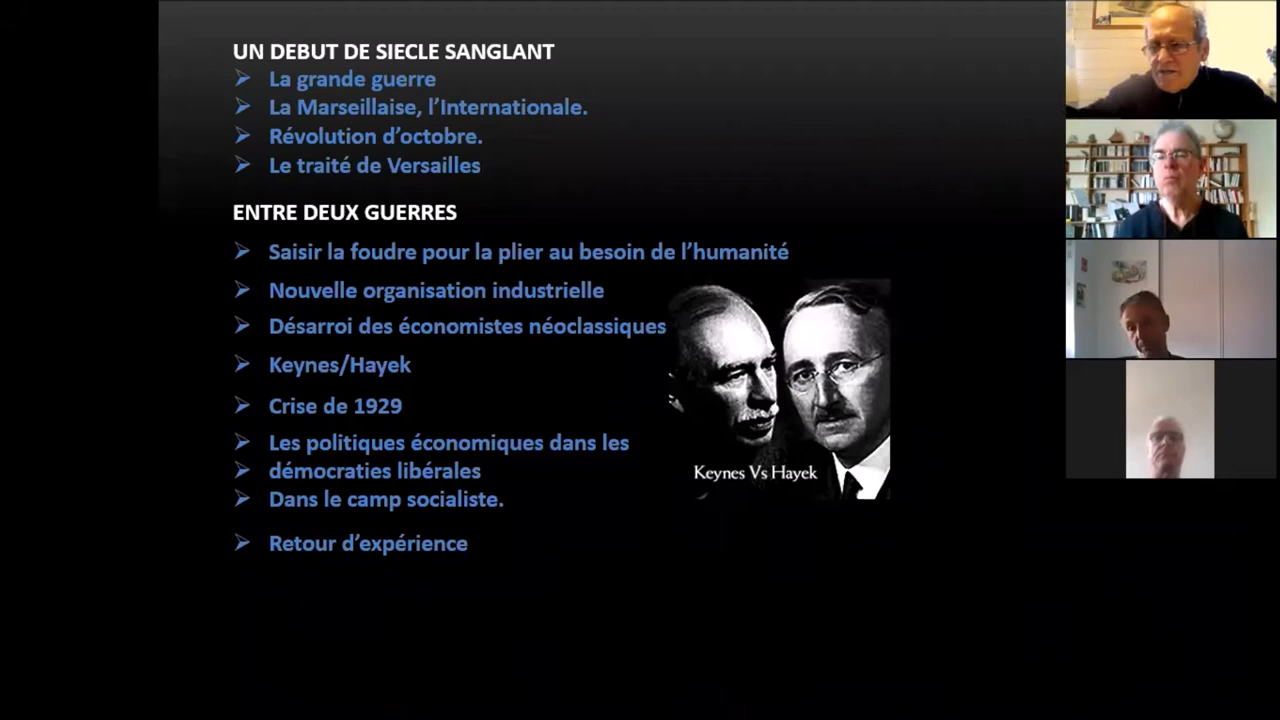 UN DEBUT DE SIECLE SANGLANT
La grande guerre
La Marseillaise, l’Internationale.
Révolution d’octobre.
Le traité de Versailles
ENTRE DEUX GUERRES
Saisir la foudre pour la plier au besoin de l’humanité
Nouvelle organisation industrielle
Désarroi des économistes néoclassiques
Keynes/Hayek
Crise de 1929
Les politiques économiques dans les
démocraties libérales
Dans le camp socialiste.
Retour d’expérience
Keynes Vs Hayek